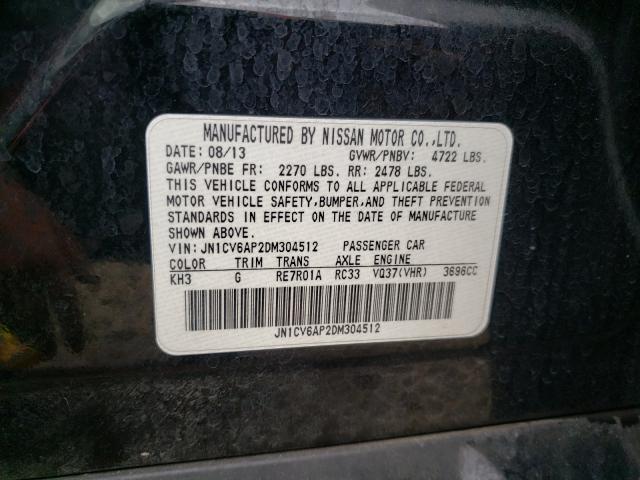 MANUFACTURED BY NISSAN MOTOR CO.,LTD.
DATE: 08/13 GVWR/PNBV: 4722 LBS.
GAWR/PNBE FR: 2270 LBS. RR: 2478 LBS.
THIS VEHICLE CONFORMS TO ALL APPLICABLE FEDERAL
MOTOR VEHICLE SAFETY,BUMPER,AND THEFT PREVENTION
STANDARDS IN EFFECT ON THE DATE OF MANUFACTURE
SHOWN ABOVE.
VIN: JN1CV6AP2DM304512 PASSENGER CAR
COLOR TRIM TRANS AXLE ENGINE
KH3 G RE7R01A RC33 VQ37(VHR) 3696CC
JN1CV6AP2DM304512